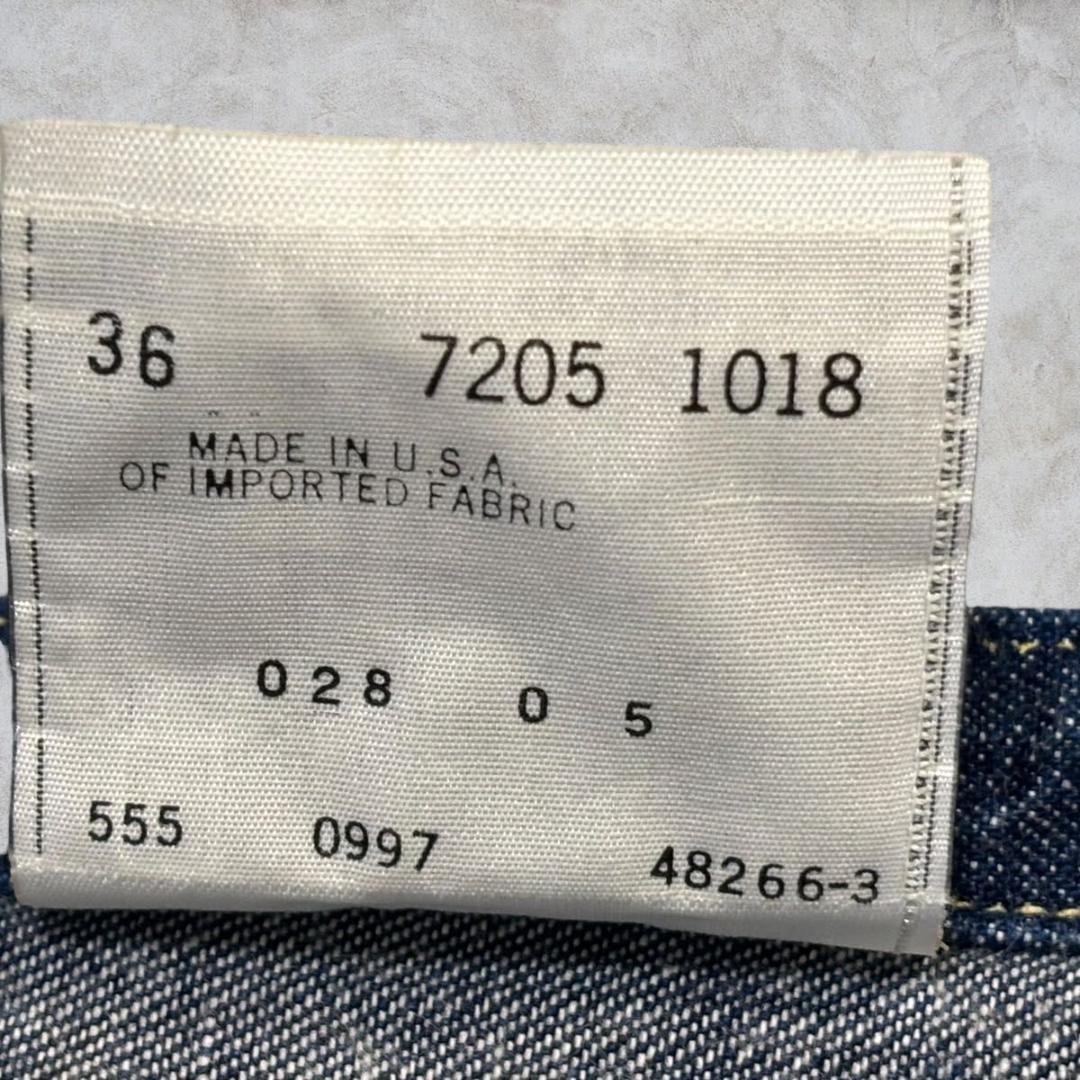 36 7205 1018
MADE IN U.S.A.
OF IMPORTED FABRIC
028 0 5
555 0997 48266-3